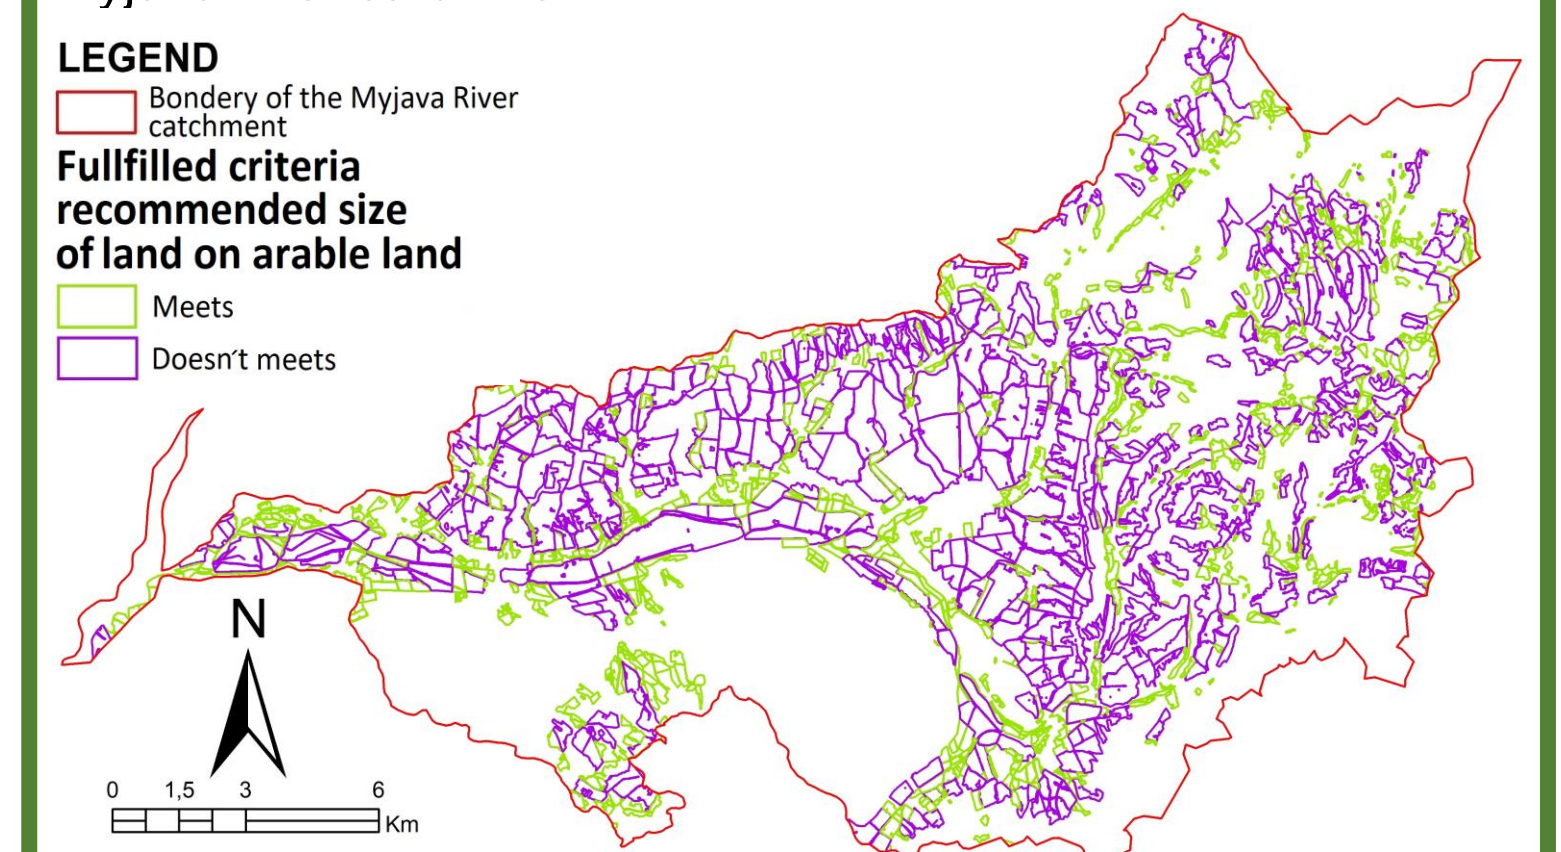 LEGEND
Bondery of the Myjava River
catchment
Fullfilled criteria
recommended size
of land on arable land
Meets
Doesn´t meets
N
0 1,5 3 6
Km